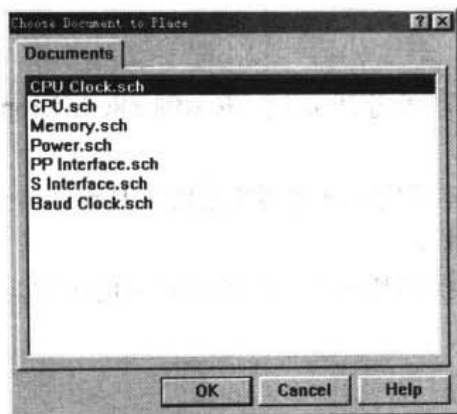 Choose Document to Place
Documents
CPU Clock.sch
CPU.sch
Memory.sch
Power.sch
PP Interface.sch
S Interface.sch
Baud Clock.sch
OK
Cancel
Help